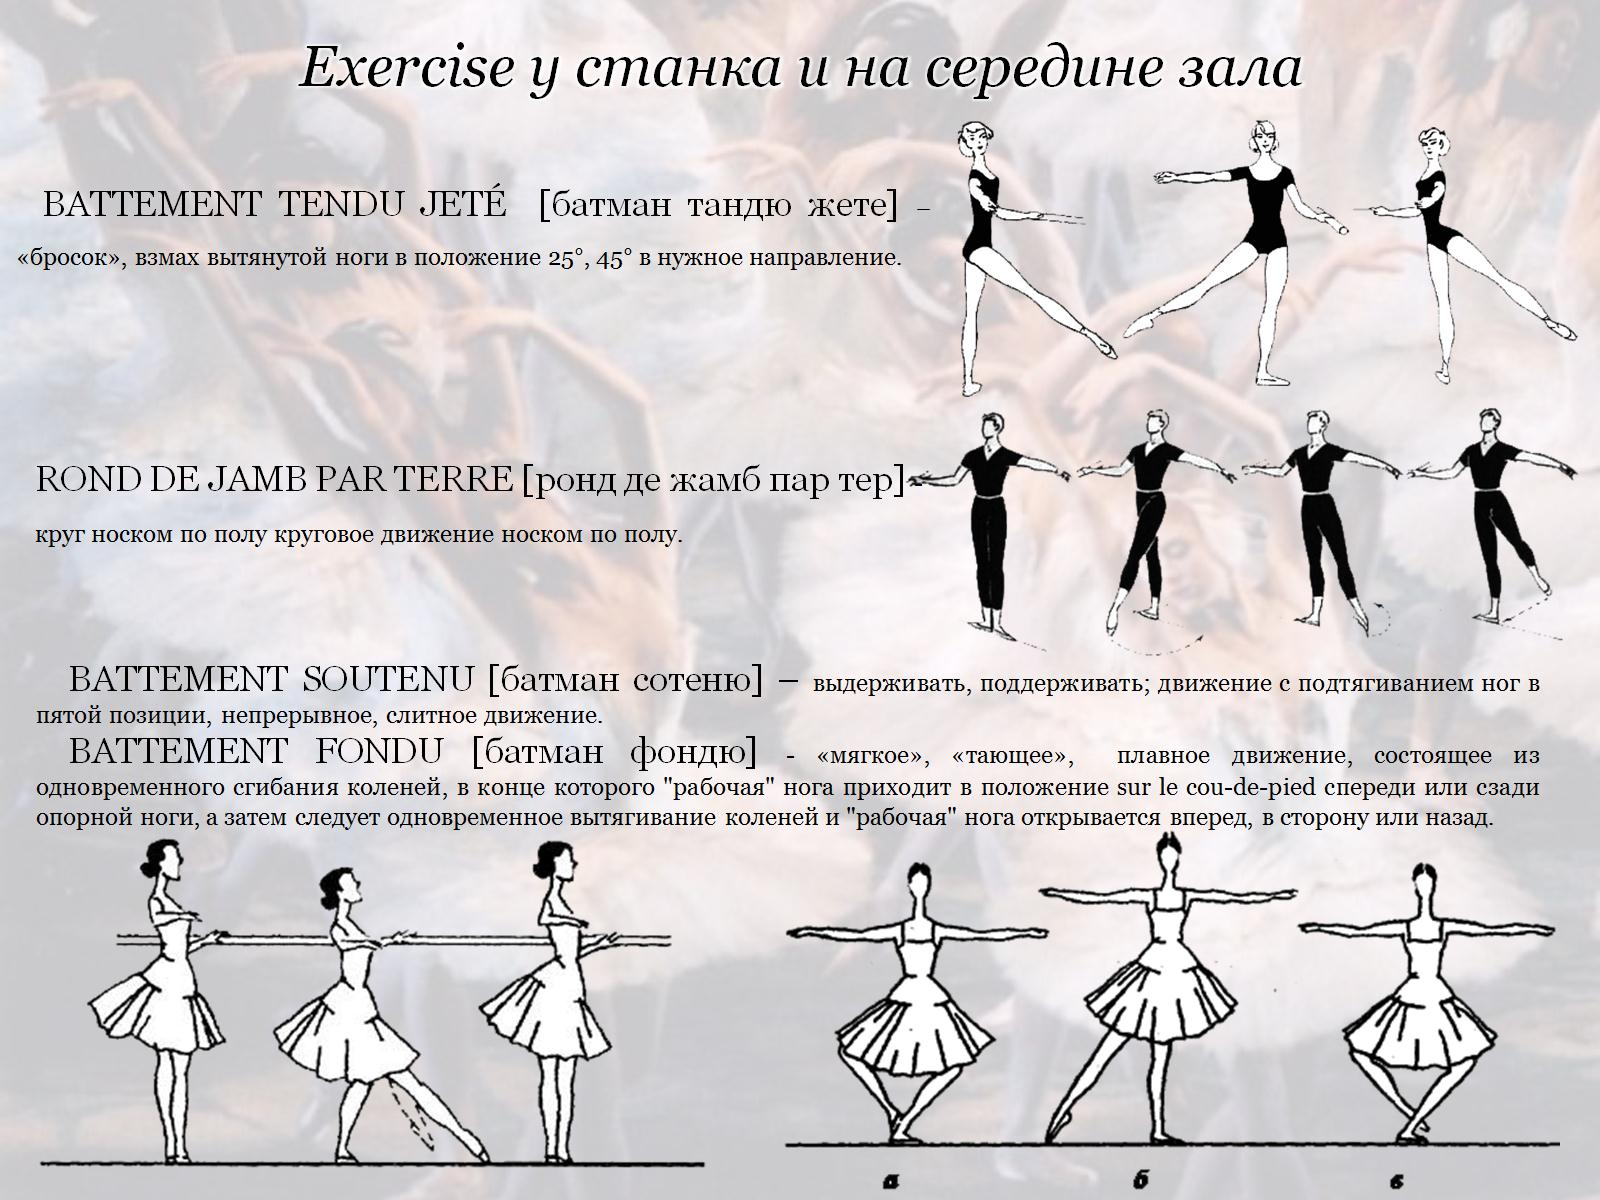 Exercise у станка и на середине зала
BATTEMENT TENDU JETÉ [батман тандю жете] –
«бросок», взмах вытянутой ноги в положение 25°, 45° в нужное направление.
ROND DE JAMB PAR TERRE [ронд де жамб пар тер]-
круг носком по полу круговое движение носком по полу.
BATTEMENT SOUTENU [батман сотеню] – выдерживать, поддерживать; движение с подтягиванием ног в
пятой позиции, непрерывное, слитное движение.
BATTEMENT FONDU [батман фондю] - «мягкое», «тающее», плавное движение, состоящее из
одновременного сгибания коленей, в конце которого "рабочая" нога приходит в положение sur le cou-de-pied спереди или сзади
опорной ноги, а затем следует одновременное вытягивание коленей и "рабочая" нога открывается вперед, в сторону или назад.
а б в